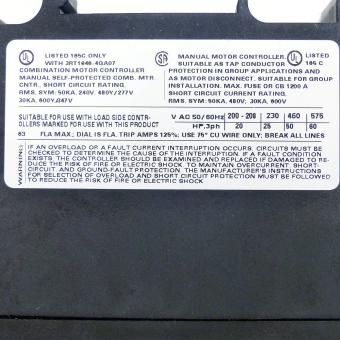 UL LISTED 165C ONLY
WITH 3RT1046-4GA07
COMBINATION MOTOR CONTROLLER
MANUAL SELF-PROTECTED COMB. MTR.
CNTR., SHORT CIRCUIT RATING,
RMS. SYM: 50KA, 240V, 480Y/277V
30KA, 600Y,/347V
MANUAL MOTOR CONTROLLER. LISTED UL
SUITABLE AS TAP CONDUCTOR 165 C
PROTECTION IN GROUP APPLICATIONS AND
AS MOTOR DISCONNECT. SUITABLE FOR GROUP
INSTALLATION, MAX. FUSE OR CB 1200 A
SHORT CIRCUIT CURRENT RATING.
RMS. SYM: 50KA, 480V; 30KA, 600V
SUITABLE FOR USE WITH LOAD SIDE CONTR-
OLLERS MARKED FOR USE WITH THIS PRODUCT
V AC 50/60Hz 200-208 230 460 575
HP,3ph 20 25 50 60
63 FLA MAX.; DIAL IS FLA. TRIP AMPS 125%; USE 75° CU WIRE ONLY; BREAK ALL LINES
WARNING:
IF AN OVERLOAD OR A FAULT CURRENT INTERRUPTION OCCURS, CIRCUITS MUST BE
CHECKED TO DETERMINE THE CAUSE OF THE INTERRUPTION. IF A FAULT CONDITION
EXISTS THE CONTROLLER SHOULD BE EXAMINED AND REPLACED IF DAMAGED TO RE-
DUCE THE RISK OF FIRE OR ELECTRIC SHOCK. TO MAINTAIN OVERCURRENT. SHORT-
CIRCUIT. AND GROUND-FAULT PROTECTION. THE MANUFACTURER'S INSTRUCTIONS
FOR SELECTION OF OVERLOAD AND SHORT CIRCUIT PROTECTION MUST BE FOLLOWED
TO REDUCE THE RISK OF FIRE OR ELECTRIC SHOCK